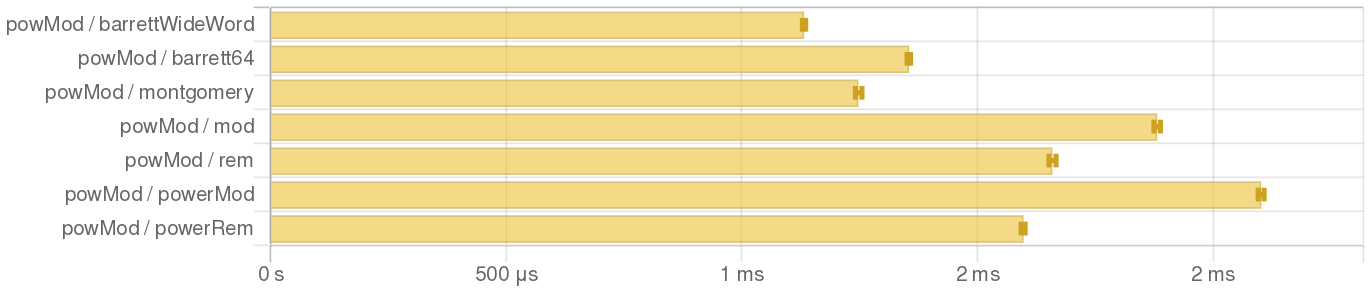 powMod / barrettWideWord
powMod / barrett64
powMod / montgomery
powMod / mod
powMod / rem
powMod / powerMod
powMod / powerRem
0 s 500 μs 1 ms 2 ms 2 ms